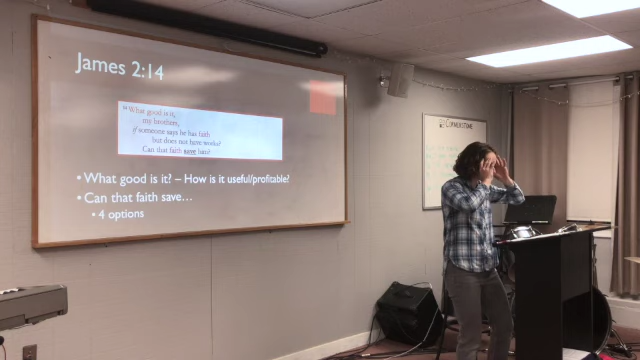 James 2:14
14 What good is it,
my brothers,
if someone says he has faith
but does not have works?
Can that faith save him?
•What good is it? – How is it useful/profitable?
•Can that faith save…
•4 options
CORNERSTONE